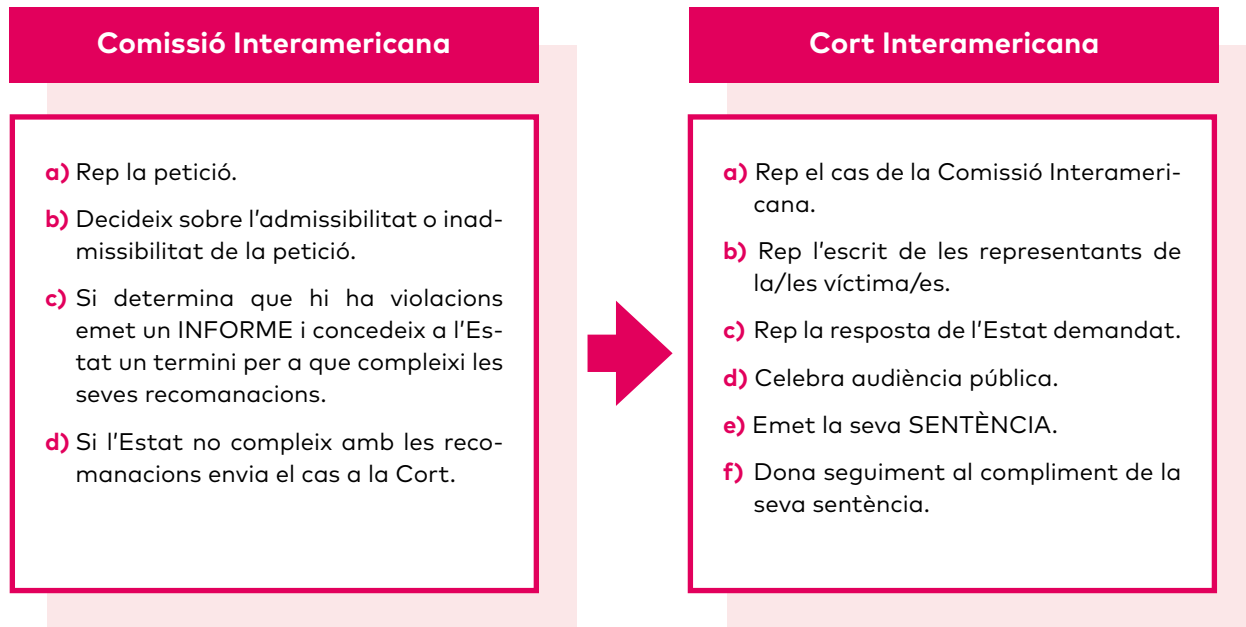 Comissió Interamericana
a) Rep la petició.
b) Decideix sobre l'admissibilitat o inad-
missibilitat de la petició.
c) Si determina que hi ha violacions
emet un INFORME i concedeix a l'Es-
tat un termini per a que compleixi les
seves recomanacions.
d) Si l'Estat no compleix amb les reco-
manacions envia el cas a la Cort.
Cort Interamericana
a) Rep el cas de la Comissió Interameri-
cana.
b) Rep l'escrit de les representants de
la/les víctima/es.
c) Rep la resposta de l'Estat demandat.
d) Celebra audiència pública.
e) Emet la seva SENTÈNCIA.
f) Dona seguiment al compliment de la
seva sentència.